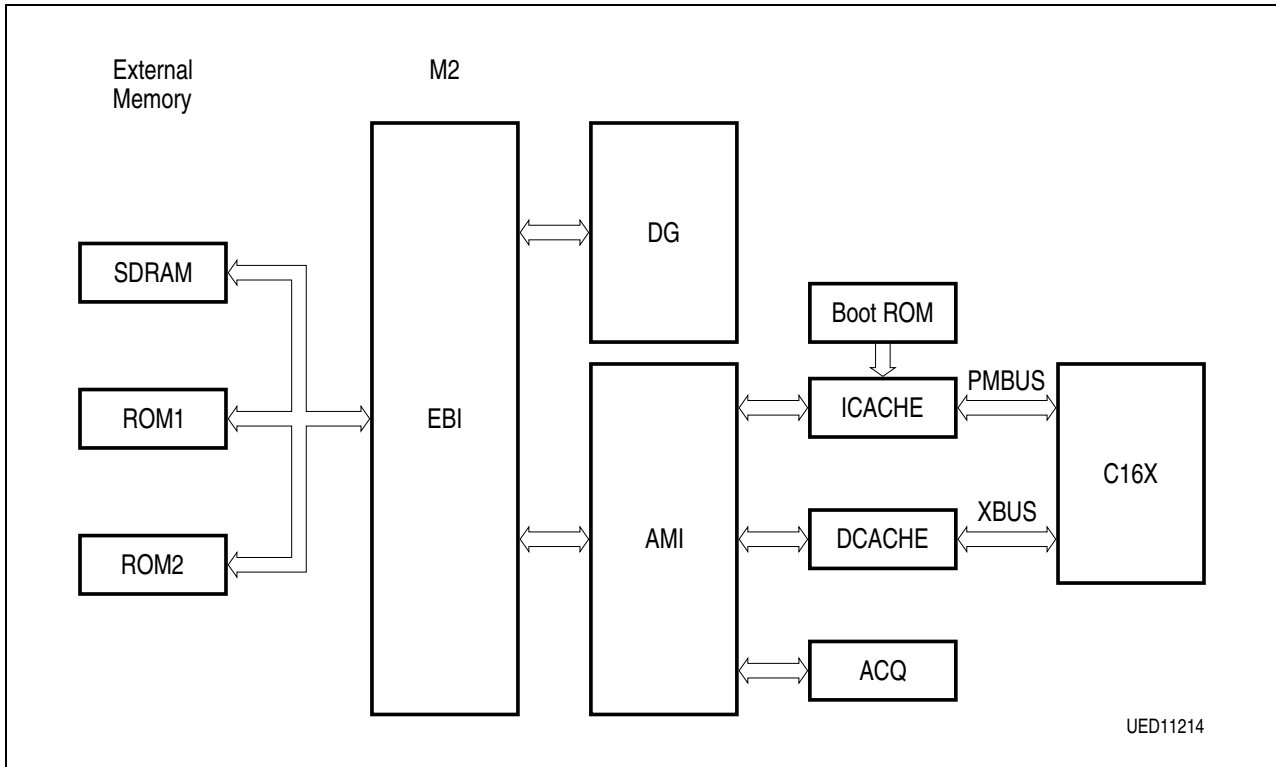 External
Memory
M2
DG
SDRAM
Boot ROM
PMBUS
ROM1
EBI
ICACHE
C16X
XBUS
ROM2
AMI
DCACHE
ACQ
UED11214